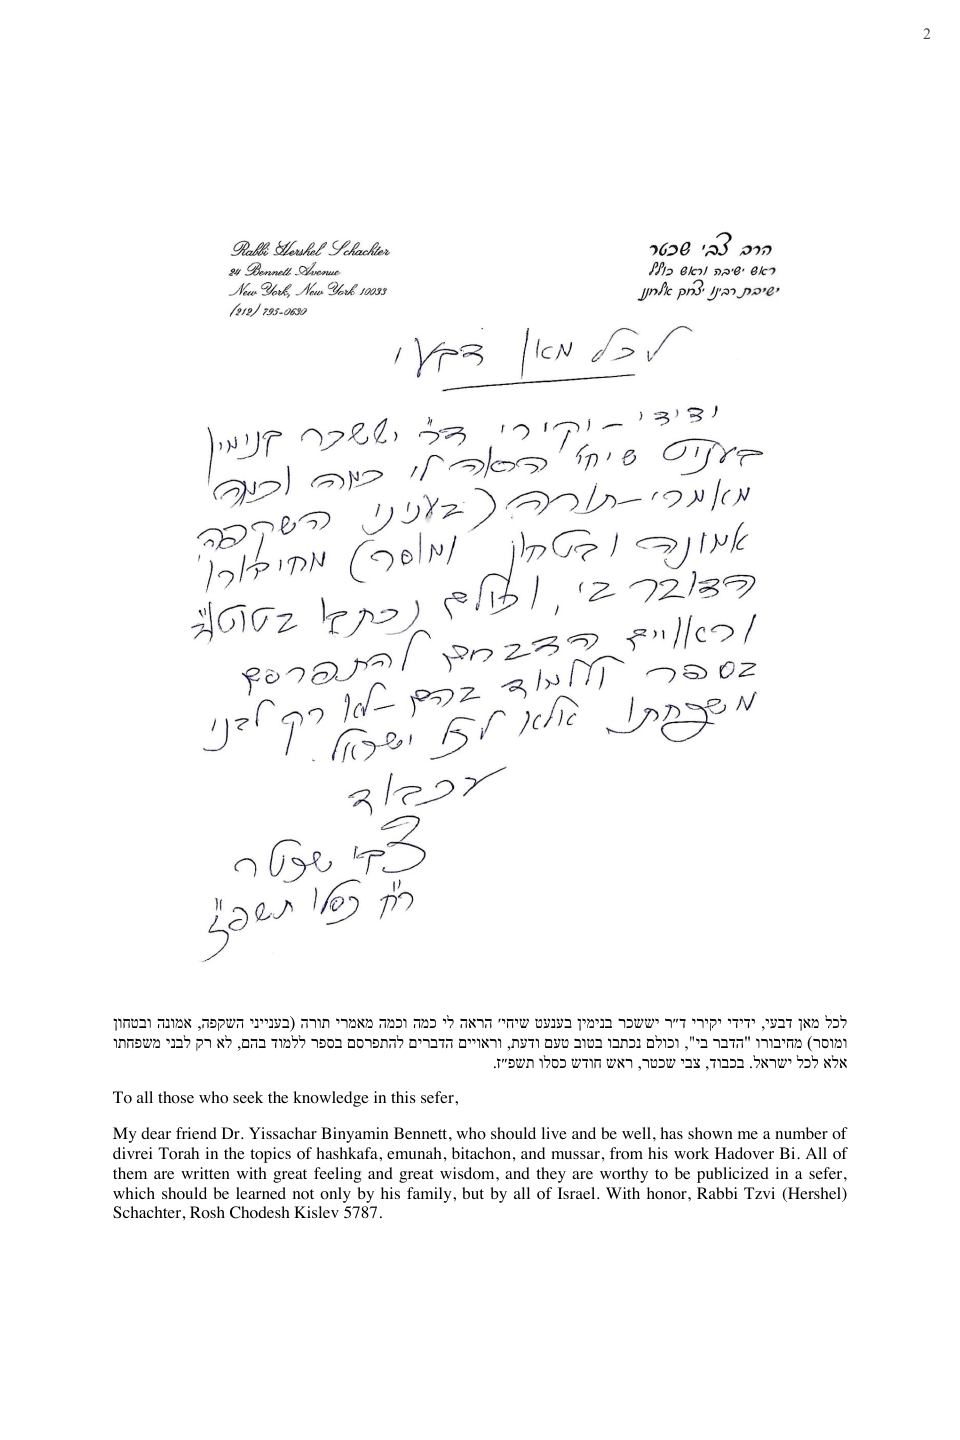 2
Rabbi Hershel Schachter
24 Bennett Avenue
New York, New York 10033
(212) 795-0630
הרב צבי שכטר
ראש ישיבה וראש כולל
ישיבת רבינו יצחק אלחנן
לכל מאן דבעי
ידידי-יקירי ד"ר יששכר בנימין
בענעט שיחי' הראה לי כמה וכמה
מאמרי-תורה (בעניני השקפה
אמונה ובטחון ומוסר) מחיבורו
הדובר בי, וכולם נכתבו בטוטו"ד
וראויים הדברים להתפרסם
בספר וללמוד בהם - לא רק לבני
משפחתו אלא לכל ישראל.
בכבוד
צבי שכטר
ר"ח כסלו תשפ"ז
לכל מאן דבעי, ידידי יקירי ד״ר יששכר בנימין בענעט שיחי׳ הראה לי כמה וכמה מאמרי תורה (בענייני השקפה, אמונה ובטחון
ומוסר) מחיבורו "הדבר בי", וכולם נכתבו בטוב טעם ודעת, וראויים הדברים להתפרסם בספר ללמוד בהם, לא רק לבני משפחתו
אלא לכל ישראל. בכבוד, צבי שכטר, ראש חודש כסלו תשפ״ז.
To all those who seek the knowledge in this sefer,
My dear friend Dr. Yissachar Binyamin Bennett, who should live and be well, has shown me a number of
divrei Torah in the topics of hashkafa, emunah, bitachon, and mussar, from his work Hadover Bi. All of
them are written with great feeling and great wisdom, and they are worthy to be publicized in a sefer,
which should be learned not only by his family, but by all of Israel. With honor, Rabbi Tzvi (Hershel)
Schachter, Rosh Chodesh Kislev 5787.